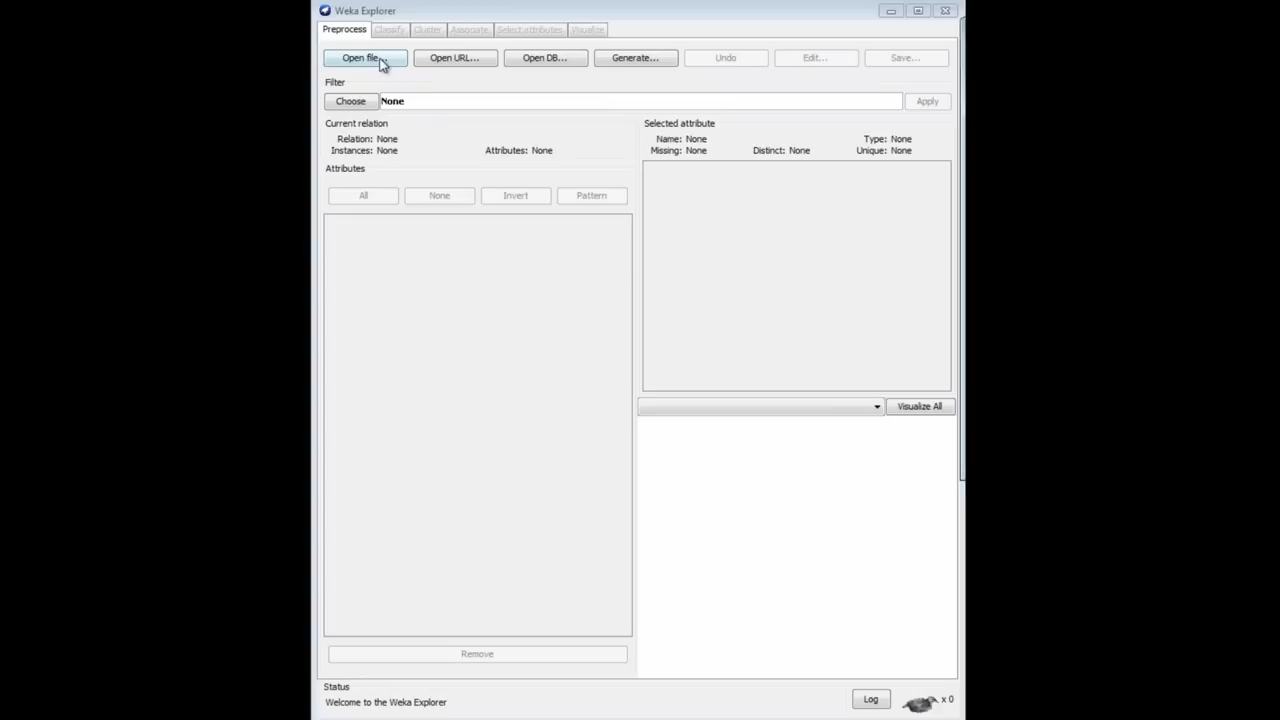 Weka Explorer
Preprocess Classify Cluster Associate Select attributes Visualize
Open file... Open URL... Open DB... Generate... Undo Edit... Save...
Filter
Choose None Apply
Current relation
Relation: None
Instances: None Attributes: None
Selected attribute
Name: None Type: None
Missing: None Distinct: None Unique: None
Attributes
All None Invert Pattern
Visualize All
Remove
Status
Welcome to the Weka Explorer
Log x 0